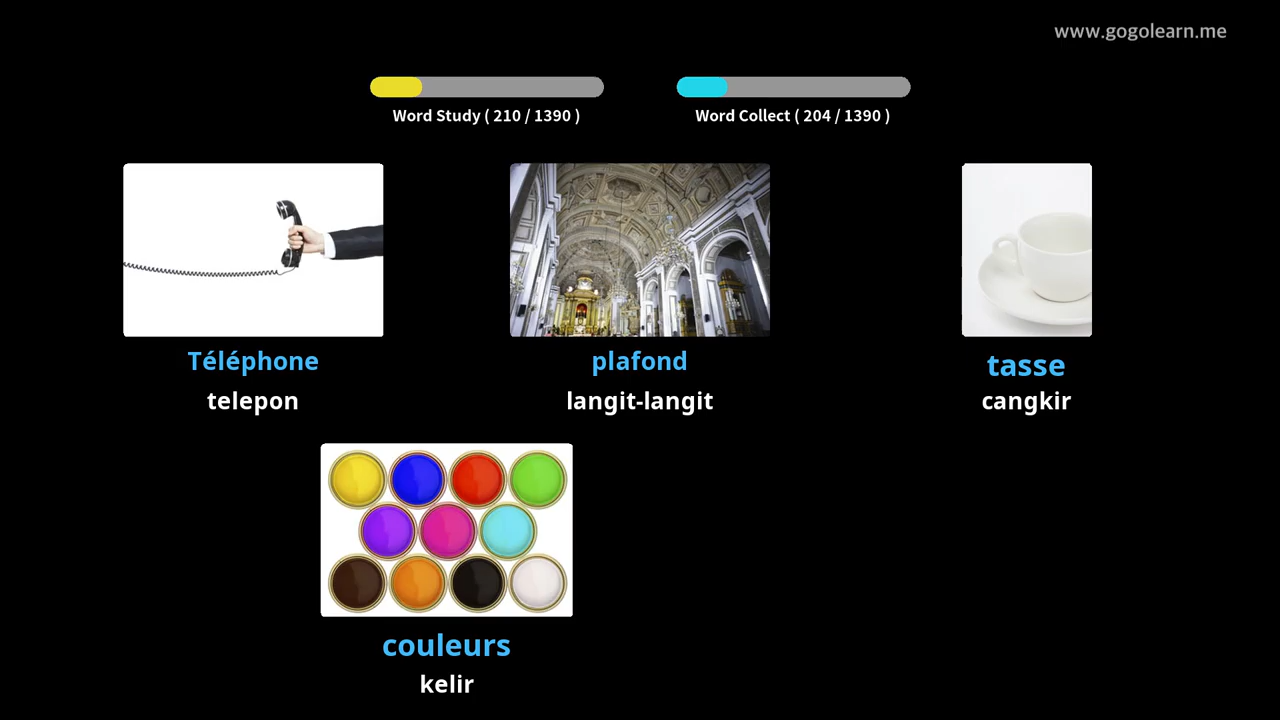 www.gogolearn.me
Word Study ( 210 / 1390 )
Word Collect ( 204 / 1390 )
Téléphone
telepon
plafond
langit-langit
tasse
cangkir
couleurs
kelir